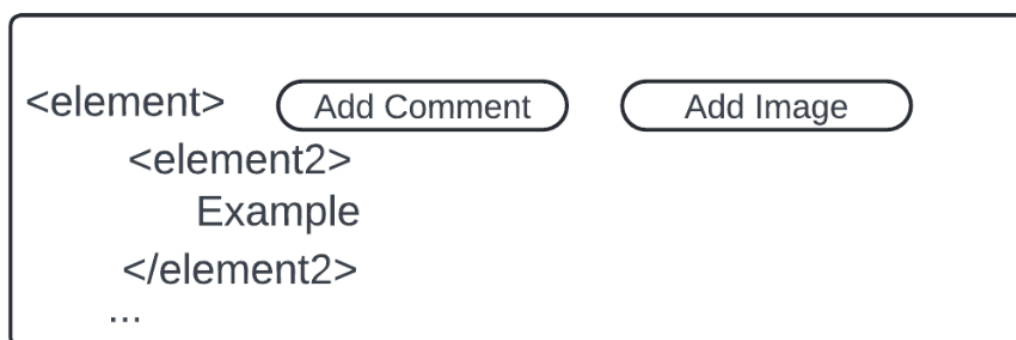 <element> Add Comment Add Image
<element2>
Example
</element2>
...